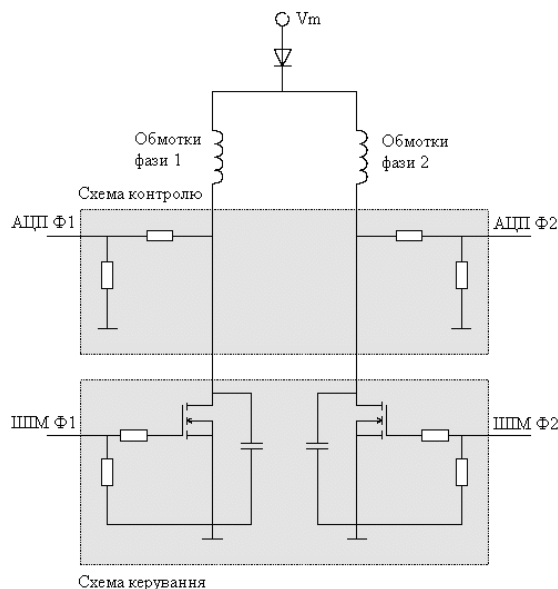 Vm
Обмотки
фази 1
Обмотки
фази 2
Схема контролю
АЦП Ф1
АЦП Ф2
ШІМ Ф1
ШІМ Ф2
Схема керування